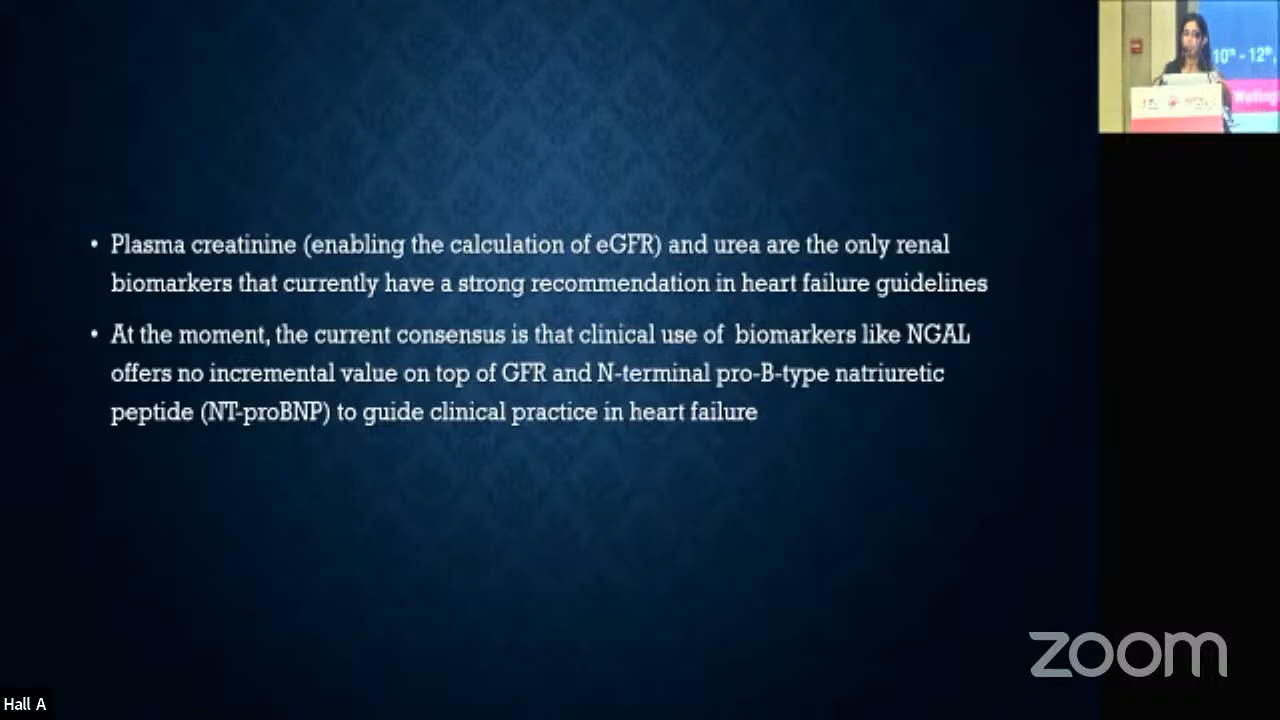 10th - 12th,
• Plasma creatinine (enabling the calculation of eGFR) and urea are the only renal
biomarkers that currently have a strong recommendation in heart failure guidelines
• At the moment, the current consensus is that clinical use of biomarkers like NGAL
offers no incremental value on top of GFR and N-terminal pro-B-type natriuretic
peptide (NT-proBNP) to guide clinical practice in heart failure
zoom
Hall A